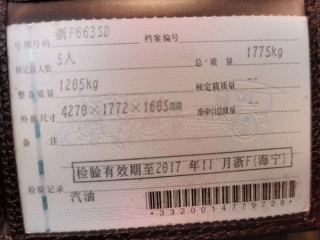 号牌号码 浙F6635D 档案编号
核定载人数 5人 总质量 1775kg
整备质量 1205kg 核定载质量
外廓尺寸 4270×1772×1605mm 准牵引总质量
备注
检验有效期至2017年11月浙F(海宁)
检验记录
汽油
3320014779728